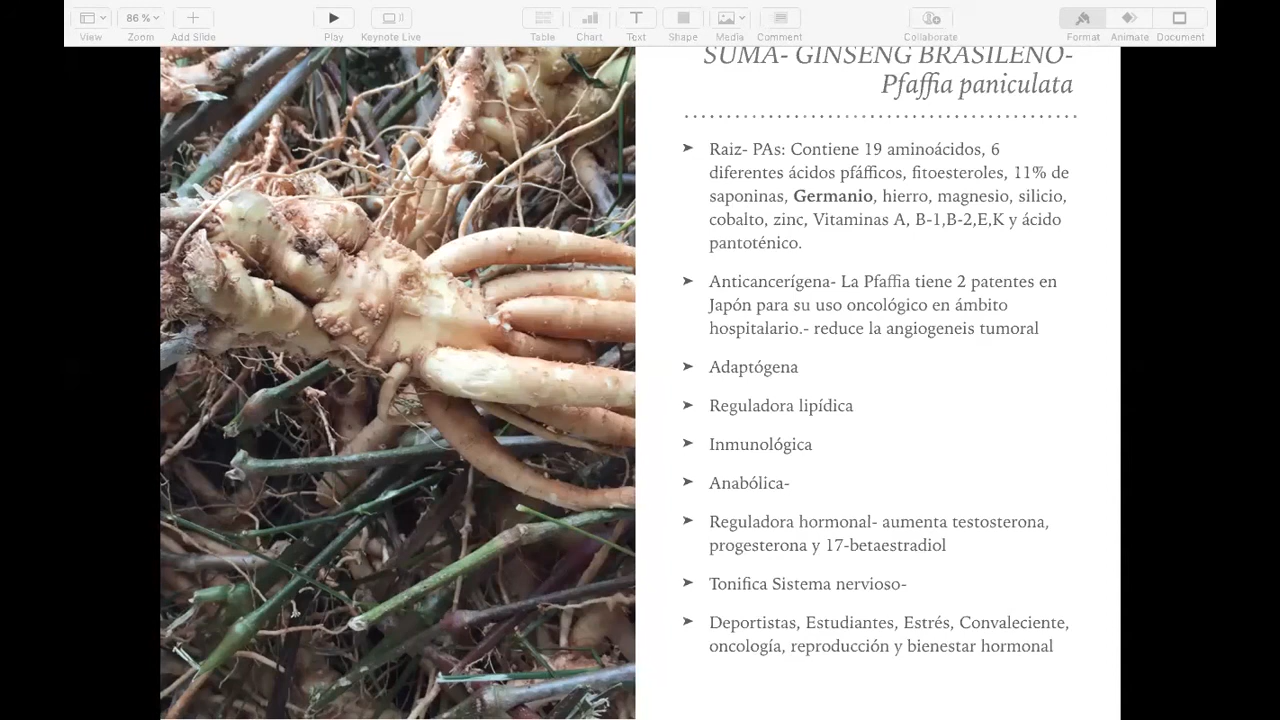 86 %
View
Zoom
Add Slide
Play
Keynote Live
Table
Chart
Text
Shape
Media
Comment
Collaborate
Format
Animate
Document
SUMA- GINSENG BRASILEÑO-
Pfaffia paniculata
Raiz- PAs: Contiene 19 aminoácidos, 6
diferentes ácidos pfáfficos, fitoesteroles, 11% de
saponinas, Germanio, hierro, magnesio, silicio,
cobalto, zinc, Vitaminas A, B-1,B-2,E,K y ácido
pantoténico.
Anticancerígena- La Pfaffia tiene 2 patentes en
Japón para su uso oncológico en ámbito
hospitalario.- reduce la angiogeneis tumoral
Adaptógena
Reguladora lipídica
Inmunológica
Anabólica-
Reguladora hormonal- aumenta testosterona,
progesterona y 17-betaestradiol
Tonifica Sistema nervioso-
Deportistas, Estudiantes, Estrés, Convaleciente,
oncología, reproducción y bienestar hormonal